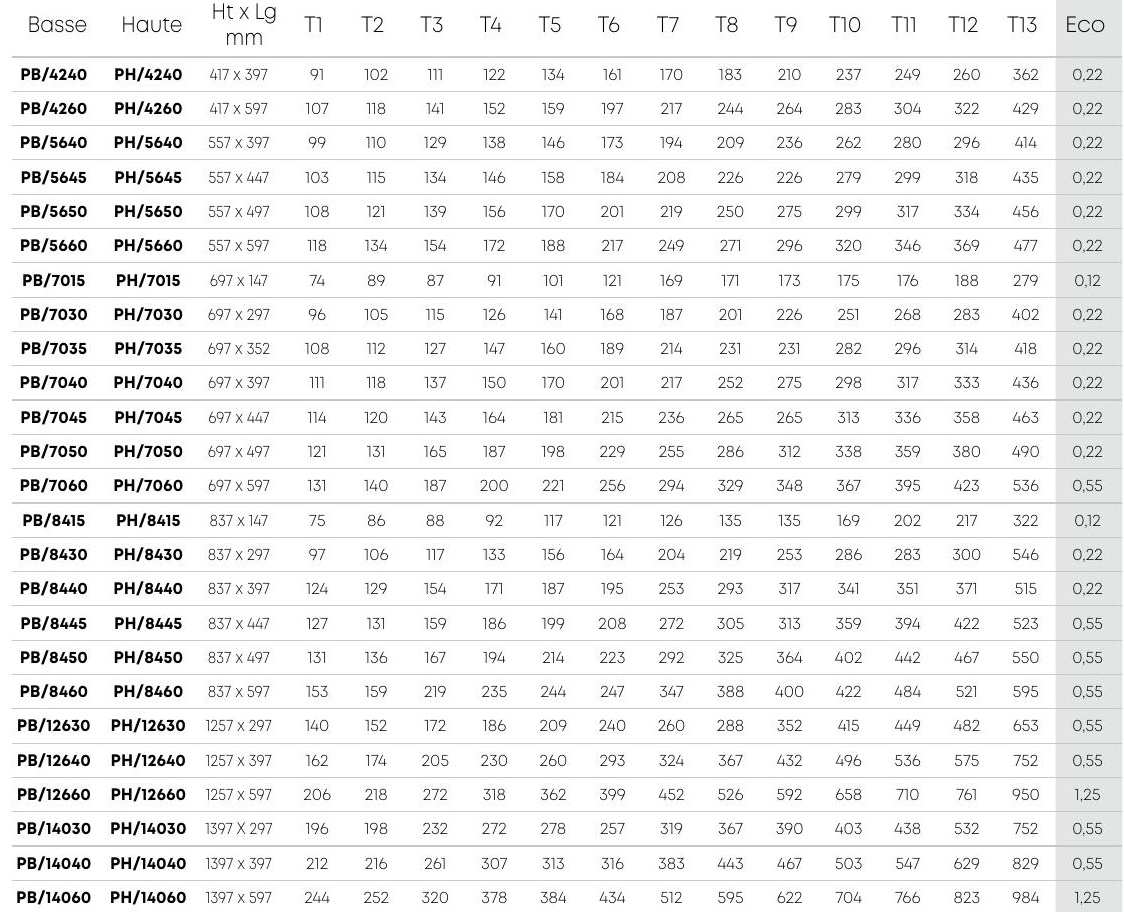 Basse Haute Ht x Lg mm T1 T2 T3 T4 T5 T6 T7 T8 T9 T10 T11 T12 T13 Eco
PB/4240 PH/4240 417 x 397 91 102 111 122 134 161 170 183 210 237 249 260 362 0,22
PB/4260 PH/4260 417 x 597 107 118 141 152 159 197 217 244 264 283 304 322 429 0,22
PB/5640 PH/5640 557 x 397 99 110 129 138 146 173 194 209 236 262 280 296 414 0,22
PB/5645 PH/5645 557 x 447 103 115 134 146 158 184 208 226 226 279 299 318 435 0,22
PB/5650 PH/5650 557 x 497 108 121 139 156 170 201 219 250 275 299 317 334 456 0,22
PB/5660 PH/5660 557 x 597 118 134 154 172 188 217 249 271 296 320 346 369 477 0,22
PB/7015 PH/7015 697 x 147 74 89 87 91 101 121 169 171 173 175 176 188 279 0,12
PB/7030 PH/7030 697 x 297 96 105 115 126 141 168 187 201 226 251 268 283 402 0,22
PB/7035 PH/7035 697 x 352 108 112 127 147 160 189 214 231 231 282 296 314 418 0,22
PB/7040 PH/7040 697 x 397 111 118 137 150 170 201 217 252 275 298 317 333 436 0,22
PB/7045 PH/7045 697 x 447 114 120 143 164 181 215 236 265 265 313 336 358 463 0,22
PB/7050 PH/7050 697 x 497 121 131 165 187 198 229 255 286 312 338 359 380 490 0,22
PB/7060 PH/7060 697 x 597 131 140 187 200 221 256 294 329 348 367 395 423 536 0,55
PB/8415 PH/8415 837 x 147 75 86 88 92 117 121 126 135 135 169 202 217 322 0,12
PB/8430 PH/8430 837 x 297 97 106 117 133 156 164 204 219 253 286 283 300 546 0,22
PB/8440 PH/8440 837 x 397 124 129 154 171 187 195 253 293 317 341 351 371 515 0,22
PB/8445 PH/8445 837 x 447 127 131 159 186 199 208 272 305 313 359 394 422 523 0,55
PB/8450 PH/8450 837 x 497 131 136 167 194 214 223 292 325 364 402 442 467 550 0,55
PB/8460 PH/8460 837 x 597 153 159 219 235 244 247 347 388 400 422 484 521 595 0,55
PB/12630 PH/12630 1257 x 297 140 152 172 186 209 240 260 288 352 415 449 482 653 0,55
PB/12640 PH/12640 1257 x 397 162 174 205 230 260 293 324 367 432 496 536 575 752 0,55
PB/12660 PH/12660 1257 x 597 206 218 272 318 362 399 452 526 592 658 710 761 950 1,25
PB/14030 PH/14030 1397 X 297 196 198 232 272 278 257 319 367 390 403 438 532 752 0,55
PB/14040 PH/14040 1397 x 397 212 216 261 307 313 316 383 443 467 503 547 629 829 0,55
PB/14060 PH/14060 1397 x 597 244 252 320 378 384 434 512 595 622 704 766 823 984 1,25